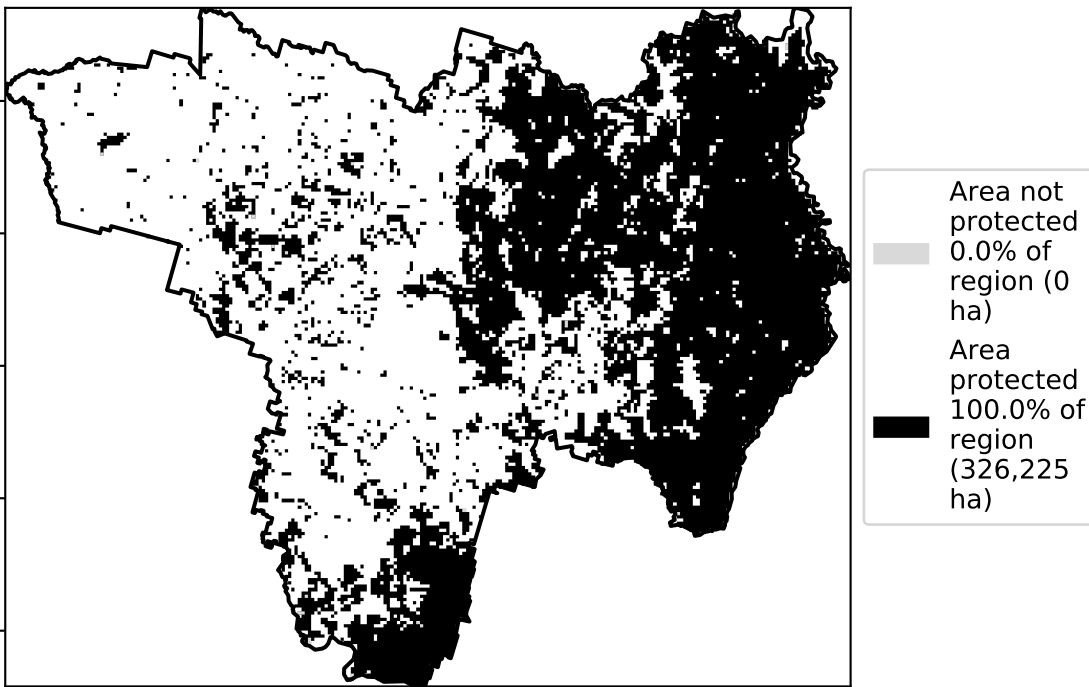 Area not
protected
0.0% of
region (0
ha)
Area
protected
100.0% of
region
(326,225
ha)